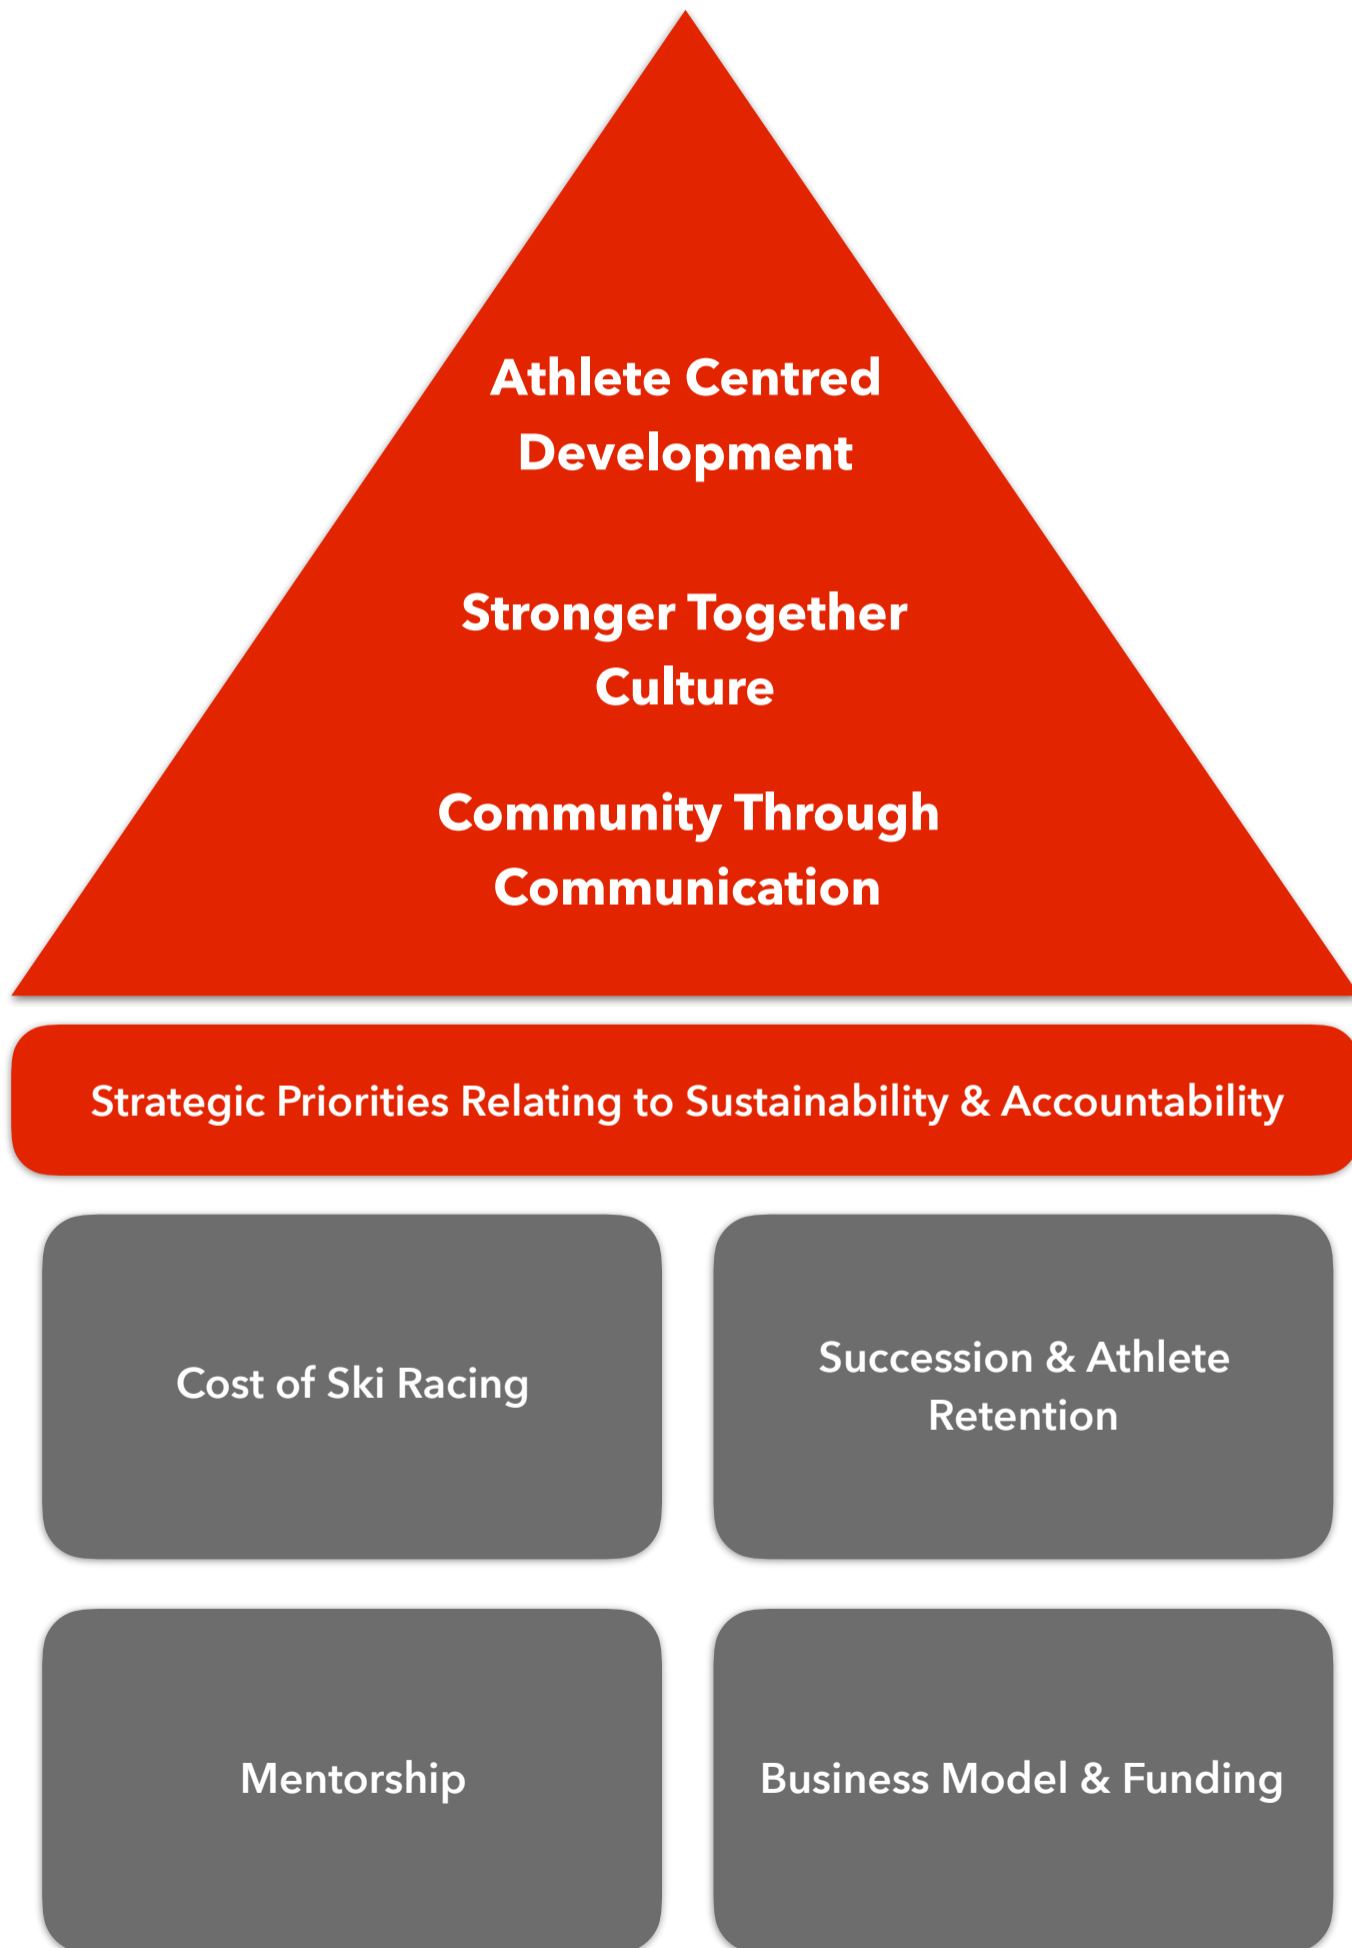 Athlete Centred
Development
Stronger Together
Culture
Community Through
Communication
Strategic Priorities Relating to Sustainability & Accountability
Cost of Ski Racing
Succession & Athlete
Retention
Mentorship
Business Model & Funding